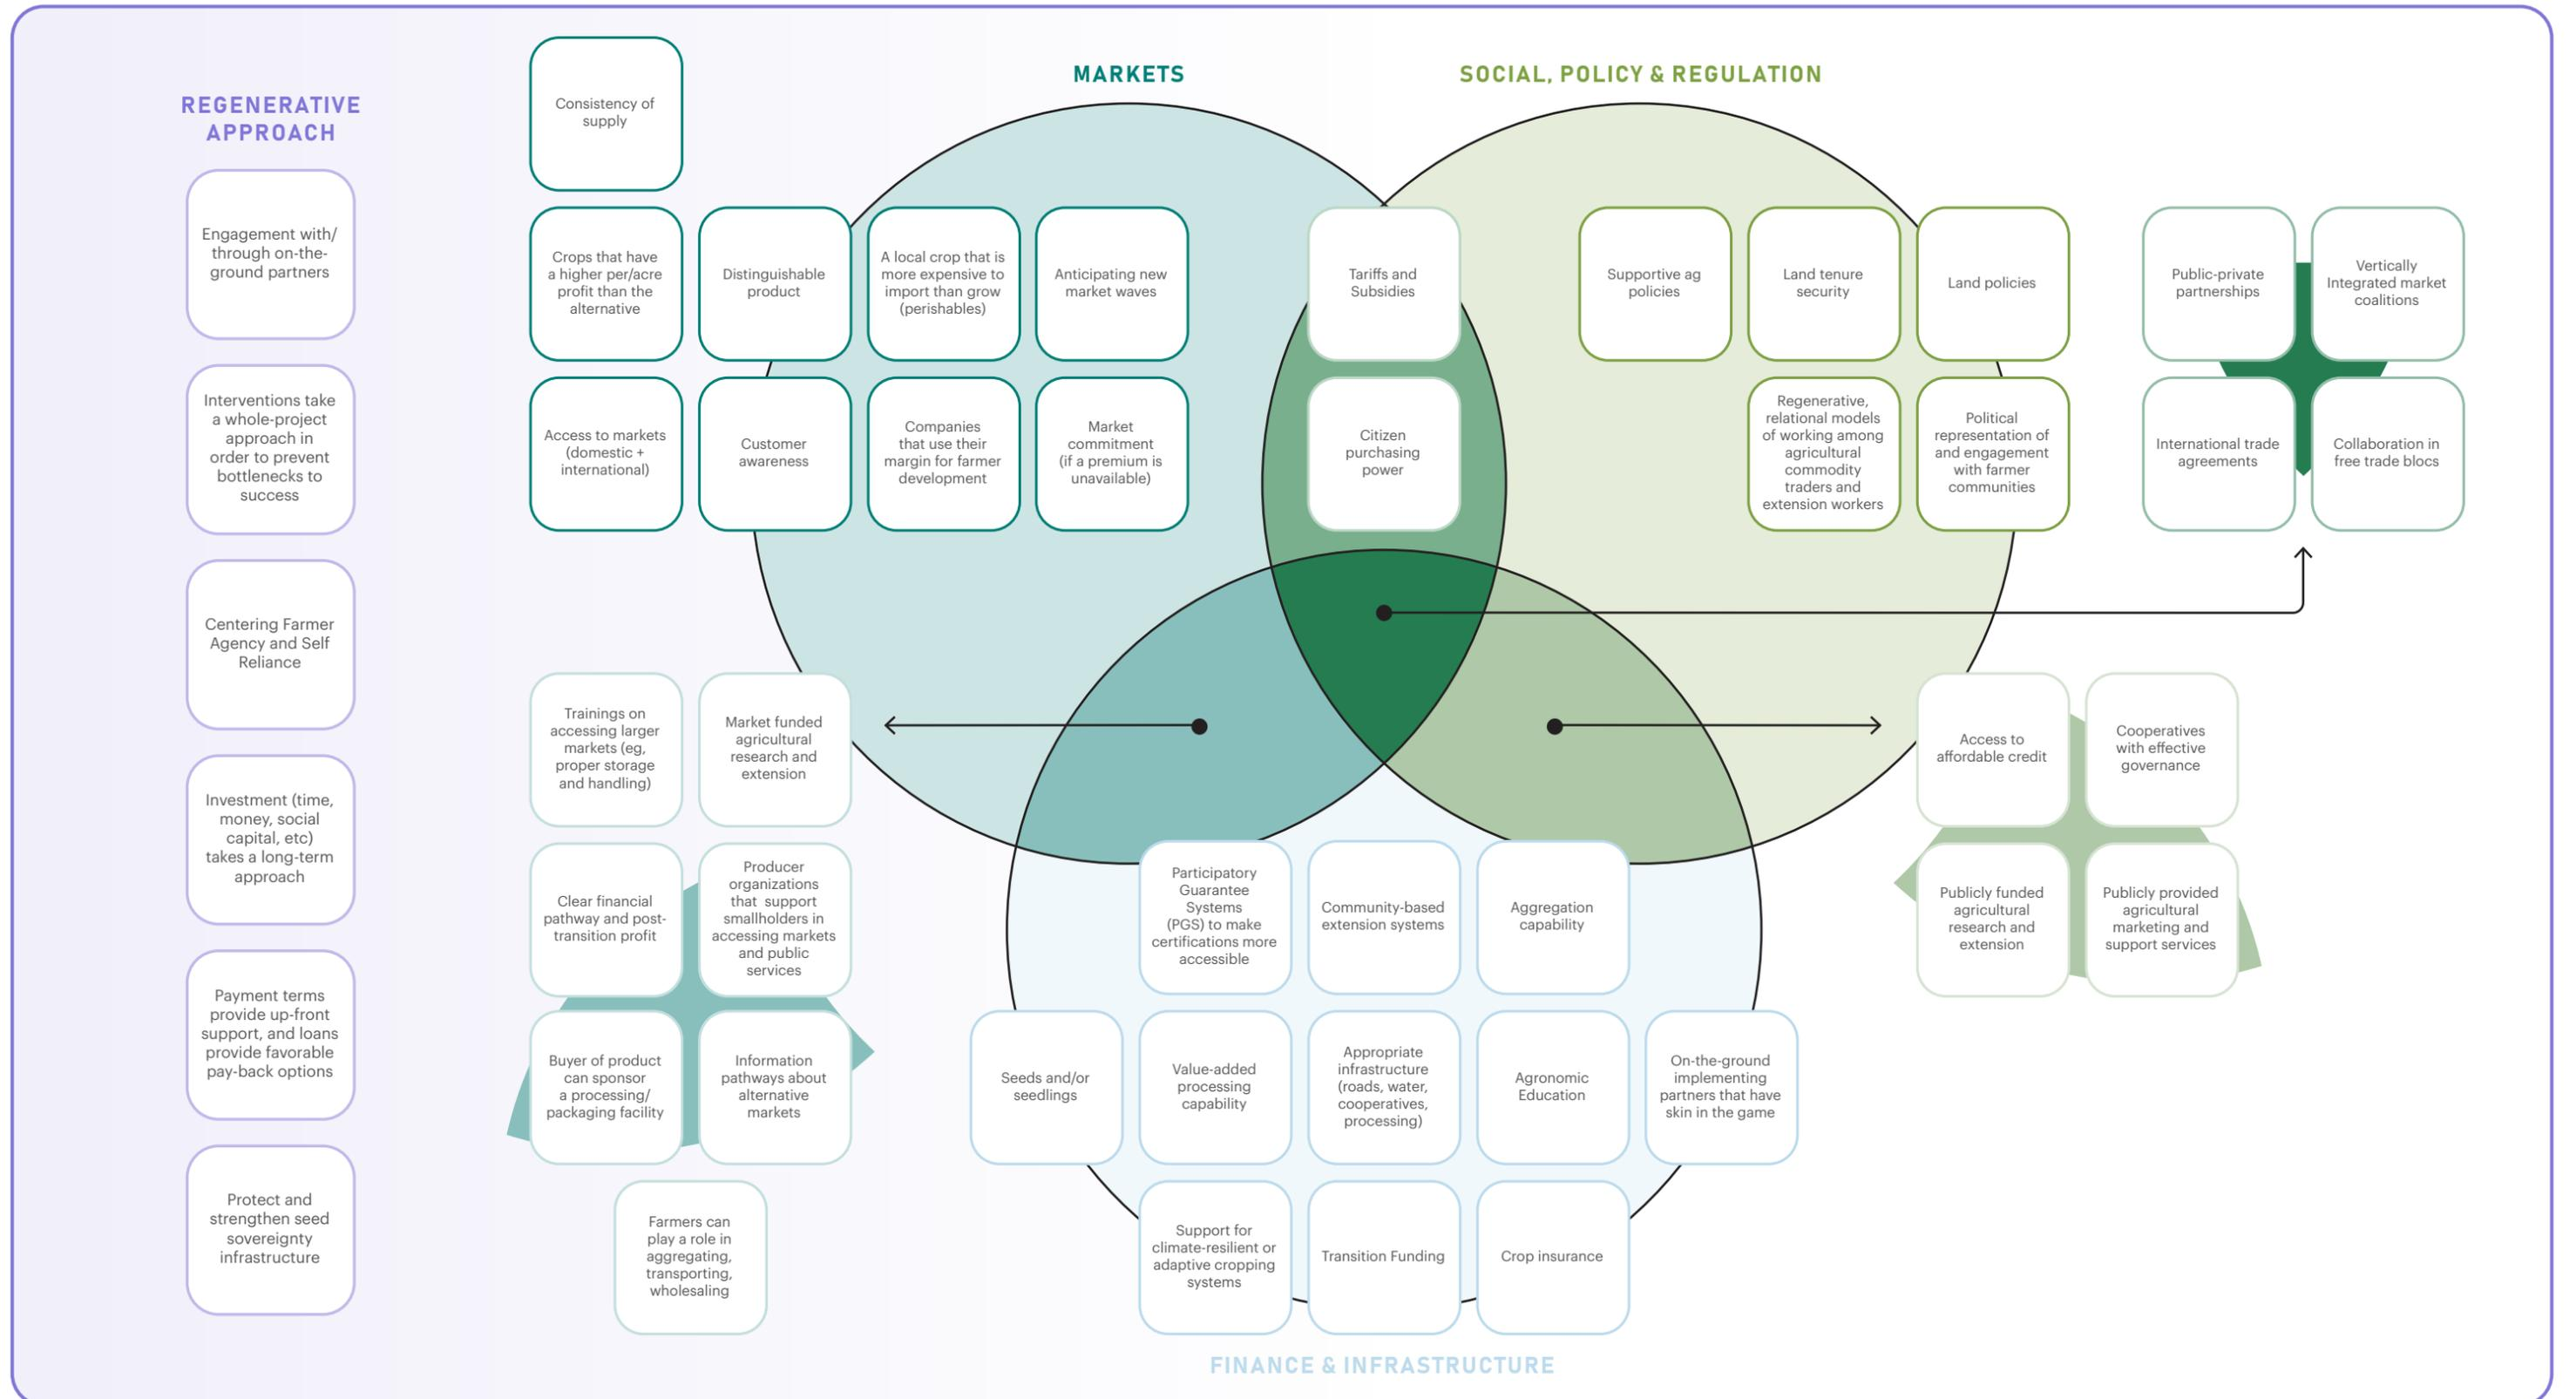 REGENERATIVE
APPROACH
Engagement with/
through on-the-
ground partners
Interventions take
a whole-project
approach in
order to prevent
bottlenecks to
success
Centering Farmer
Agency and Self
Reliance
Investment (time,
money, social
capital, etc)
takes a long-term
approach
Payment terms
provide up-front
support, and loans
provide favorable
pay-back options
Protect and
strengthen seed
sovereignty
infrastructure
MARKETS
Consistency of
supply
Crops that have
a higher per/acre
profit than the
alternative
Distinguishable
product
A local crop that is
more expensive to
import than grow
(perishables)
Anticipating new
market waves
Access to markets
(domestic +
international)
Customer
awareness
Companies
that use their
margin for farmer
development
Market
commitment
(if a premium is
unavailable)
Tariffs and
Subsidies
Citizen
purchasing
power
SOCIAL, POLICY & REGULATION
Supportive ag
policies
Land tenure
security
Land policies
Regenerative,
relational models
of working among
agricultural
commodity
traders and
extension workers
Political
representation of
and engagement
with farmer
communities
Public-private
partnerships
Vertically
Integrated market
coalitions
International trade
agreements
Collaboration in
free trade blocs
Trainings on
accessing larger
markets (eg,
proper storage
and handling)
Market funded
agricultural
research and
extension
Clear financial
pathway and post-
transition profit
Producer
organizations
that support
smallholders in
accessing markets
and public
services
Buyer of product
can sponsor
a processing/
packaging facility
Information
pathways about
alternative
markets
Farmers can
play a role in
aggregating,
transporting,
wholesaling
Access to
affordable credit
Cooperatives
with effective
governance
Publicly funded
agricultural
research and
extension
Publicly provided
agricultural
marketing and
support services
Participatory
Guarantee
Systems
(PGS) to make
certifications more
accessible
Community-based
extension systems
Aggregation
capability
Seeds and/or
seedlings
Value-added
processing
capability
Appropriate
infrastructure
(roads, water,
cooperatives,
processing)
Agronomic
Education
On-the-ground
implementing
partners that have
skin in the game
Support for
climate-resilient or
adaptive cropping
systems
Transition Funding
Crop insurance
FINANCE & INFRASTRUCTURE